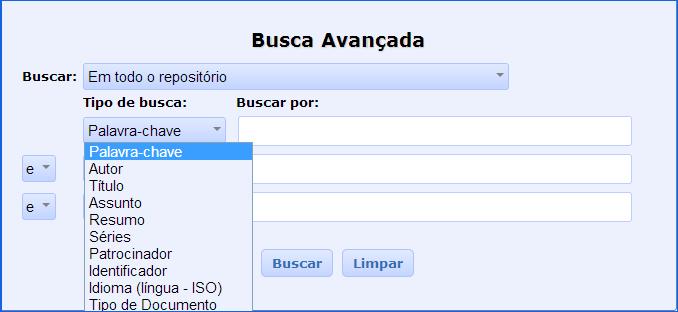 Busca Avançada
Buscar: Em todo o repositório
Tipo de busca: Buscar por:
Palavra-chave
Palavra-chave
e Autor
Título
Assunto
e Resumo
Séries
Patrocinador
Identificador Buscar Limpar
Idioma (língua - ISO)
Tipo de Documento